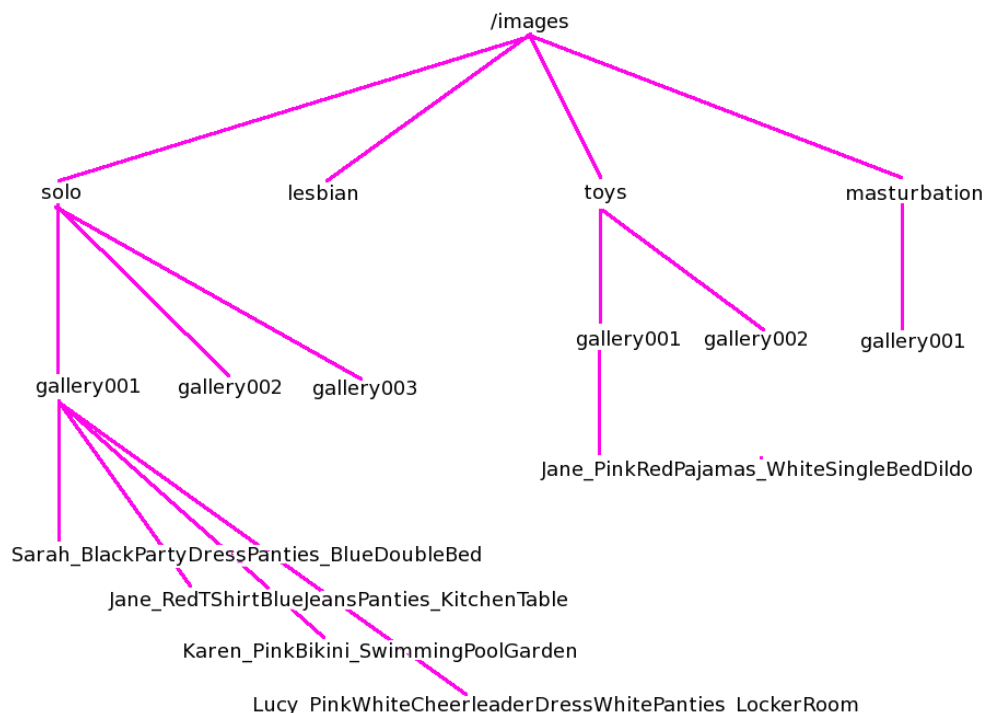 /images
solo
lesbian
toys
masturbation
gallery001
gallery002
gallery001
gallery001
gallery002
gallery003
Jane_PinkRedPajamas_WhiteSingleBedDildo
Sarah_BlackPartyDressPanties_BlueDoubleBed
Jane_RedTShirtBlueJeansPanties_KitchenTable
Karen_PinkBikini_SwimmingPoolGarden
Lucy_PinkWhiteCheerleaderDressWhitePanties_LockerRoom